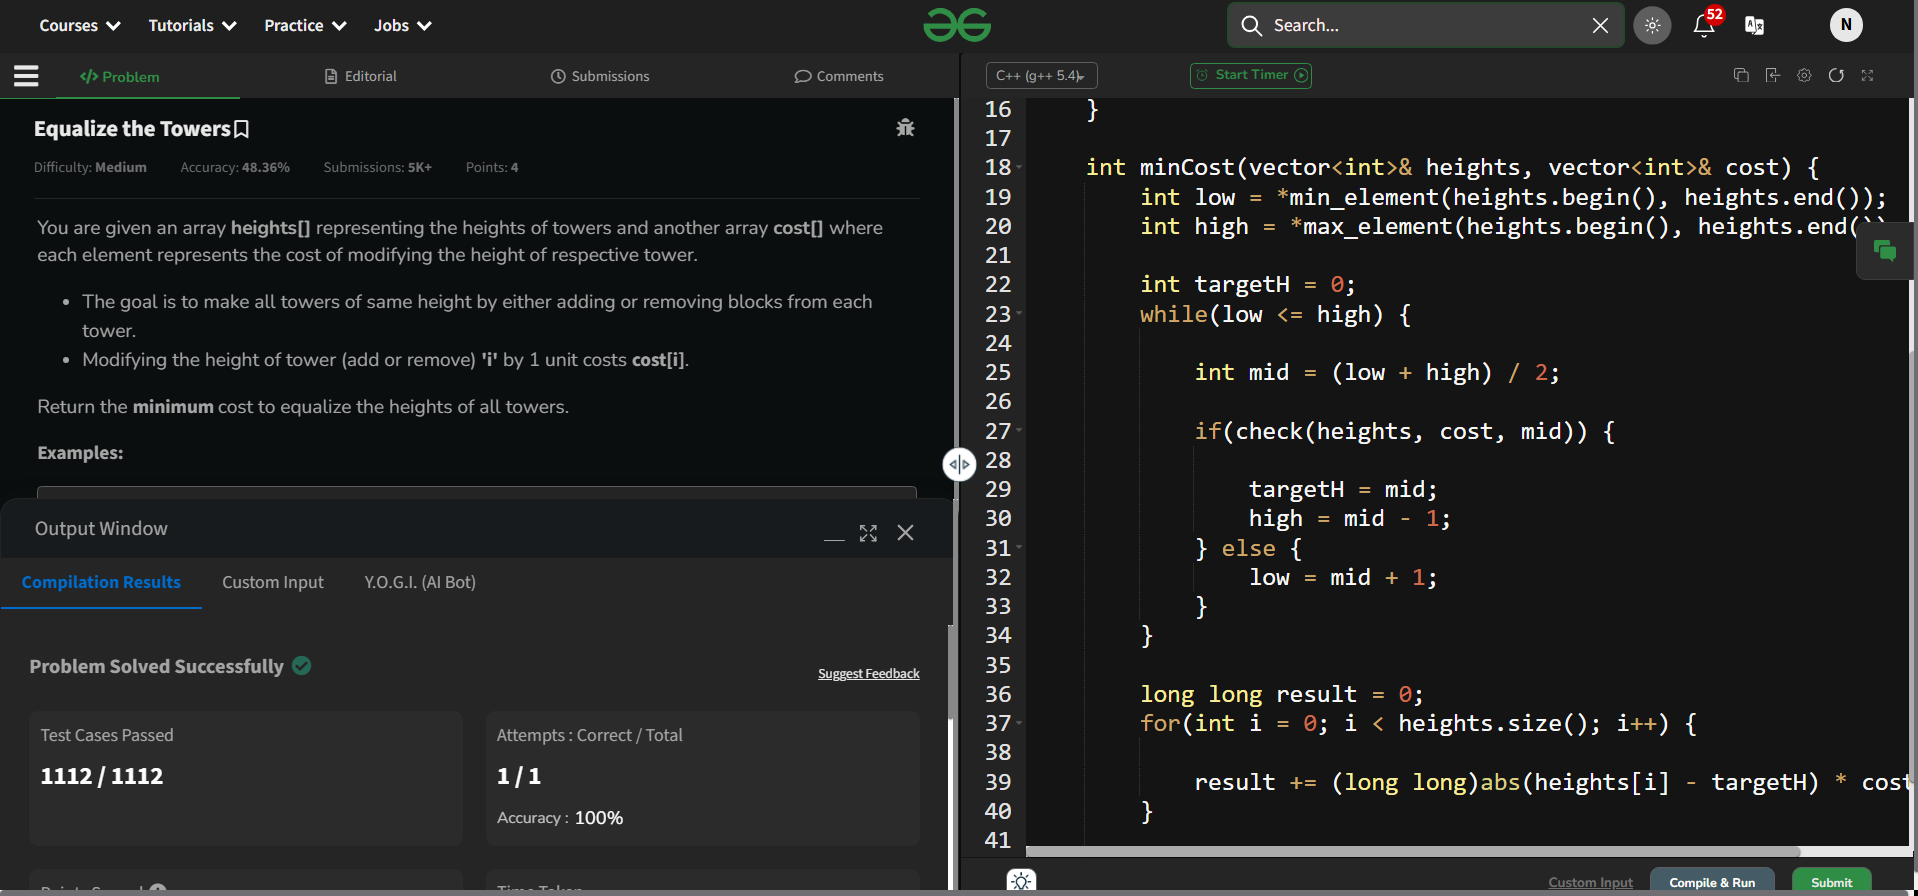 Courses Tutorials Practice Jobs
Search...
52
N
Problem Editorial Submissions Comments
C++ (g++ 5.4)
Start Timer
Equalize the Towers
Difficulty: Medium Accuracy: 48.36% Submissions: 5K+ Points: 4
You are given an array heights[] representing the heights of towers and another array cost[] where
each element represents the cost of modifying the height of respective tower.
• The goal is to make all towers of same height by either adding or removing blocks from each
tower.
• Modifying the height of tower (add or remove) 'i' by 1 unit costs cost[i].
Return the minimum cost to equalize the heights of all towers.
Examples:
Output Window
Compilation Results Custom Input Y.O.G.I. (AI Bot)
Problem Solved Successfully
Suggest Feedback
Test Cases Passed
1112 / 1112
Attempts : Correct / Total
1 / 1
Accuracy : 100%
16 }
17
18 int minCost(vector<int>& heights, vector<int>& cost) {
19 int low = *min_element(heights.begin(), heights.end());
20 int high = *max_element(heights.begin(), heights.end()
21
22 int targetH = 0;
23 while(low <= high) {
24
25 int mid = (low + high) / 2;
26
27 if(check(heights, cost, mid)) {
28
29 targetH = mid;
30 high = mid - 1;
31 } else {
32 low = mid + 1;
33 }
34 }
35
36 long long result = 0;
37 for(int i = 0; i < heights.size(); i++) {
38
39 result += (long long)abs(heights[i] - targetH) * cost
40 }
41
Custom Input Compile & Run Submit